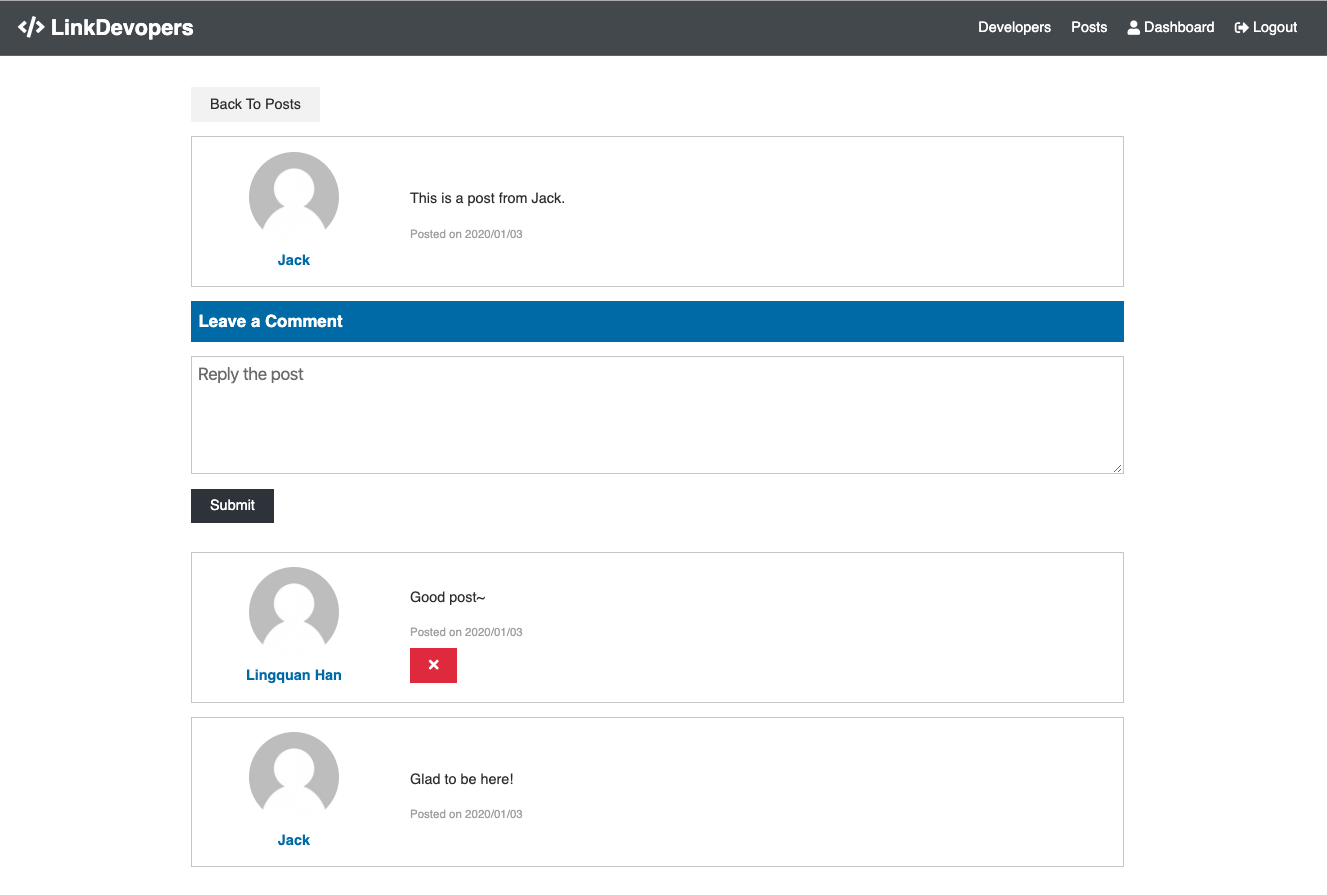 </> LinkDevopers
Developers Posts Dashboard Logout
Back To Posts
This is a post from Jack.
Posted on 2020/01/03
Jack
Leave a Comment
Reply the post
Submit
Good post~
Posted on 2020/01/03
Lingquan Han
Glad to be here!
Posted on 2020/01/03
Jack